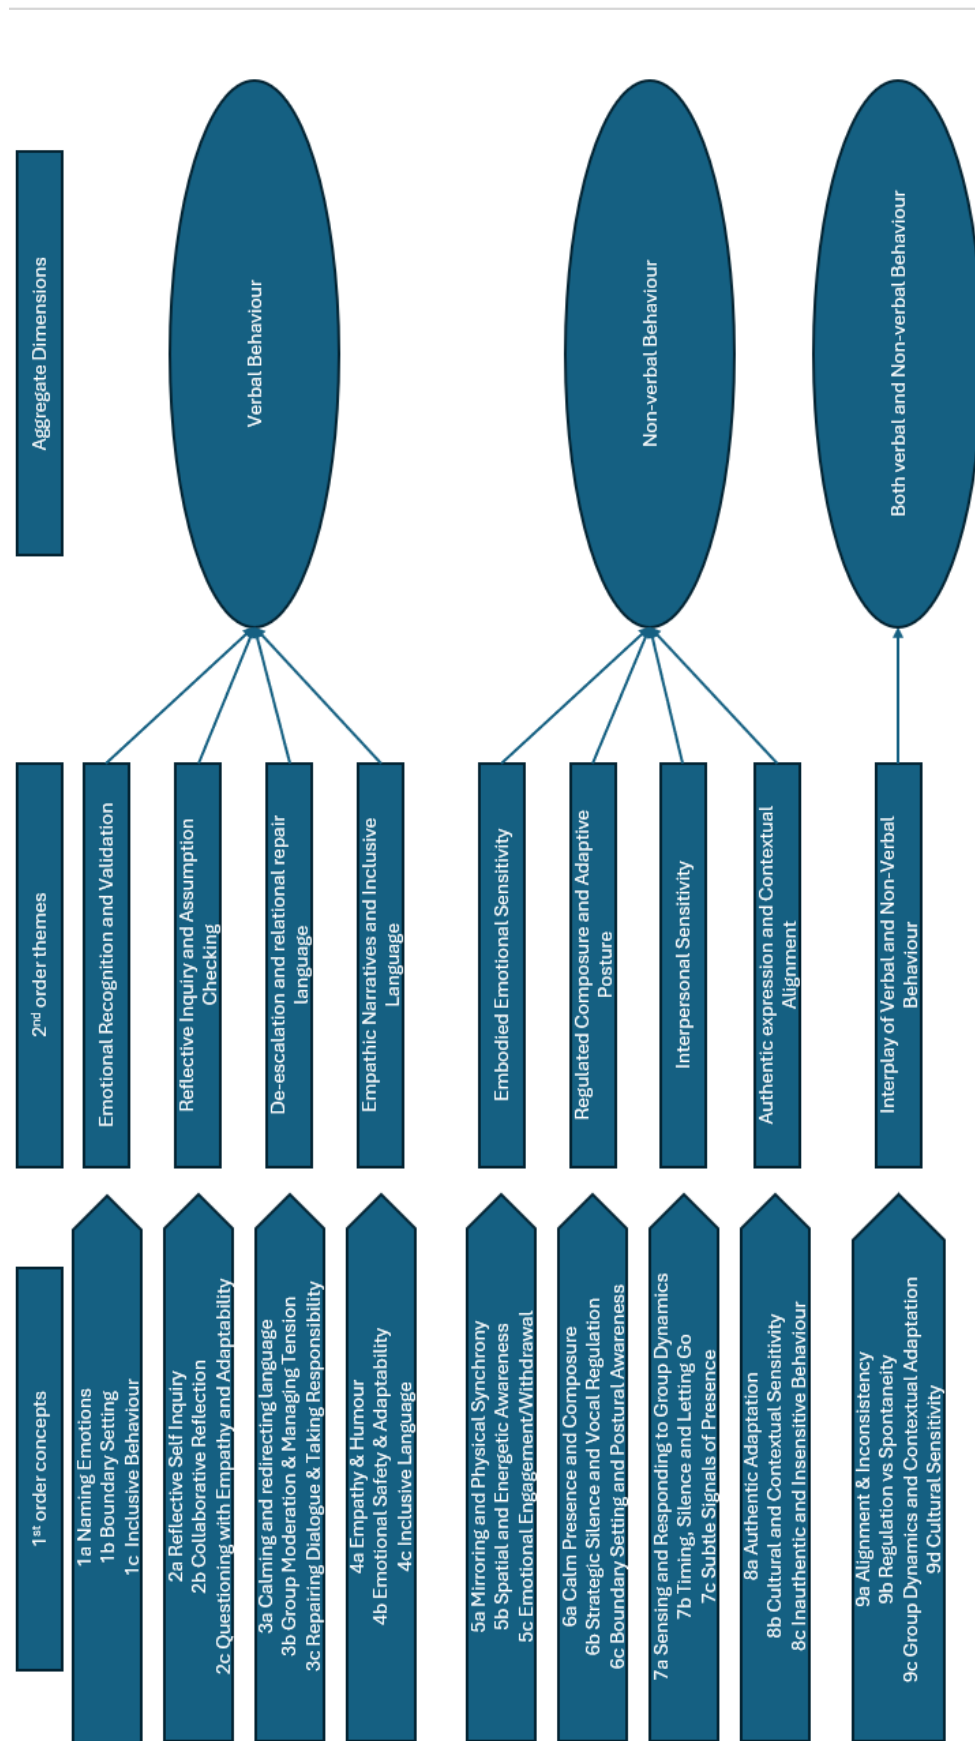 1st order concepts
2nd order themes
Aggregate Dimensions
1a Naming Emotions
1b Boundary Setting
1c Inclusive Behaviour
Emotional Recognition and Validation
2a Reflective Self Inquiry
2b Collaborative Reflection
2c Questioning with Empathy and Adaptability
Reflective Inquiry and Assumption
Checking
3a Calming and redirecting language
3b Group Moderation & Managing Tension
3c Repairing Dialogue & Taking Responsibility
De-escalation and relational repair
language
4a Empathy & Humour
4b Emotional Safety & Adaptability
4c Inclusive Language
Empathic Narratives and Inclusive
Language
Verbal Behaviour
5a Mirroring and Physical Synchrony
5b Spatial and Energetic Awareness
5c Emotional Engagement/Withdrawal
Embodied Emotional Sensitivity
6a Calm Presence and Composure
6b Strategic Silence and Vocal Regulation
6c Boundary Setting and Postural Awareness
Regulated Composure and Adaptive
Posture
7a Sensing and Responding to Group Dynamics
7b Timing, Silence and Letting Go
7c Subtle Signals of Presence
Interpersonal Sensitivity
8a Authentic Adaptation
8b Cultural and Contextual Sensitivity
8c Inauthentic and Insensitive Behaviour
Authentic expression and Contextual
Alignment
Non-verbal Behaviour
9a Alignment & Inconsistency
9b Regulation vs Spontaneity
9c Group Dynamics and Contextual Adaptation
9d Cultural Sensitivity
Interplay of Verbal and Non-Verbal
Behaviour
Both verbal and Non-verbal Behaviour